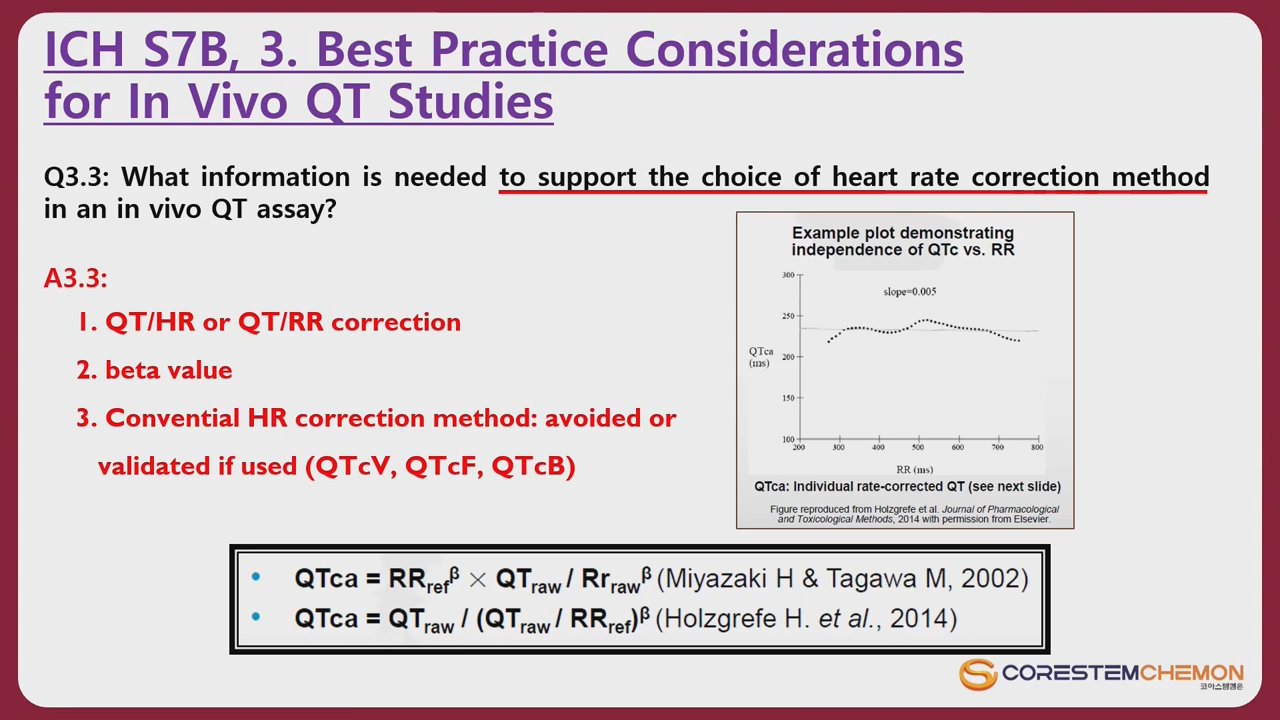 ICH S7B, 3. Best Practice Considerations
for In Vivo QT Studies
Q3.3: What information is needed to support the choice of heart rate correction method
in an in vivo QT assay?
A3.3:
1. QT/HR or QT/RR correction
2. beta value
3. Convential HR correction method: avoided or
validated if used (QTcV, QTcF, QTcB)
Example plot demonstrating
independence of QTc vs. RR
slope=0.005
300
250
200
150
100
QTca
(ms)
200 300 400 500 600 700 800
RR (ms)
QTca: Individual rate-corrected QT (see next slide)
Figure reproduced from Holzgrefe et al. Journal of Pharmacological
and Toxicological Methods, 2014 with permission from Elsevier.
• QTca = RRrefβ × QTraw / Rrrawβ (Miyazaki H & Tagawa M, 2002)
• QTca = QTraw / (QTraw / RRref)β (Holzgrefe H. et al., 2014)
CORESTEMCHEMON
코아스템켐온